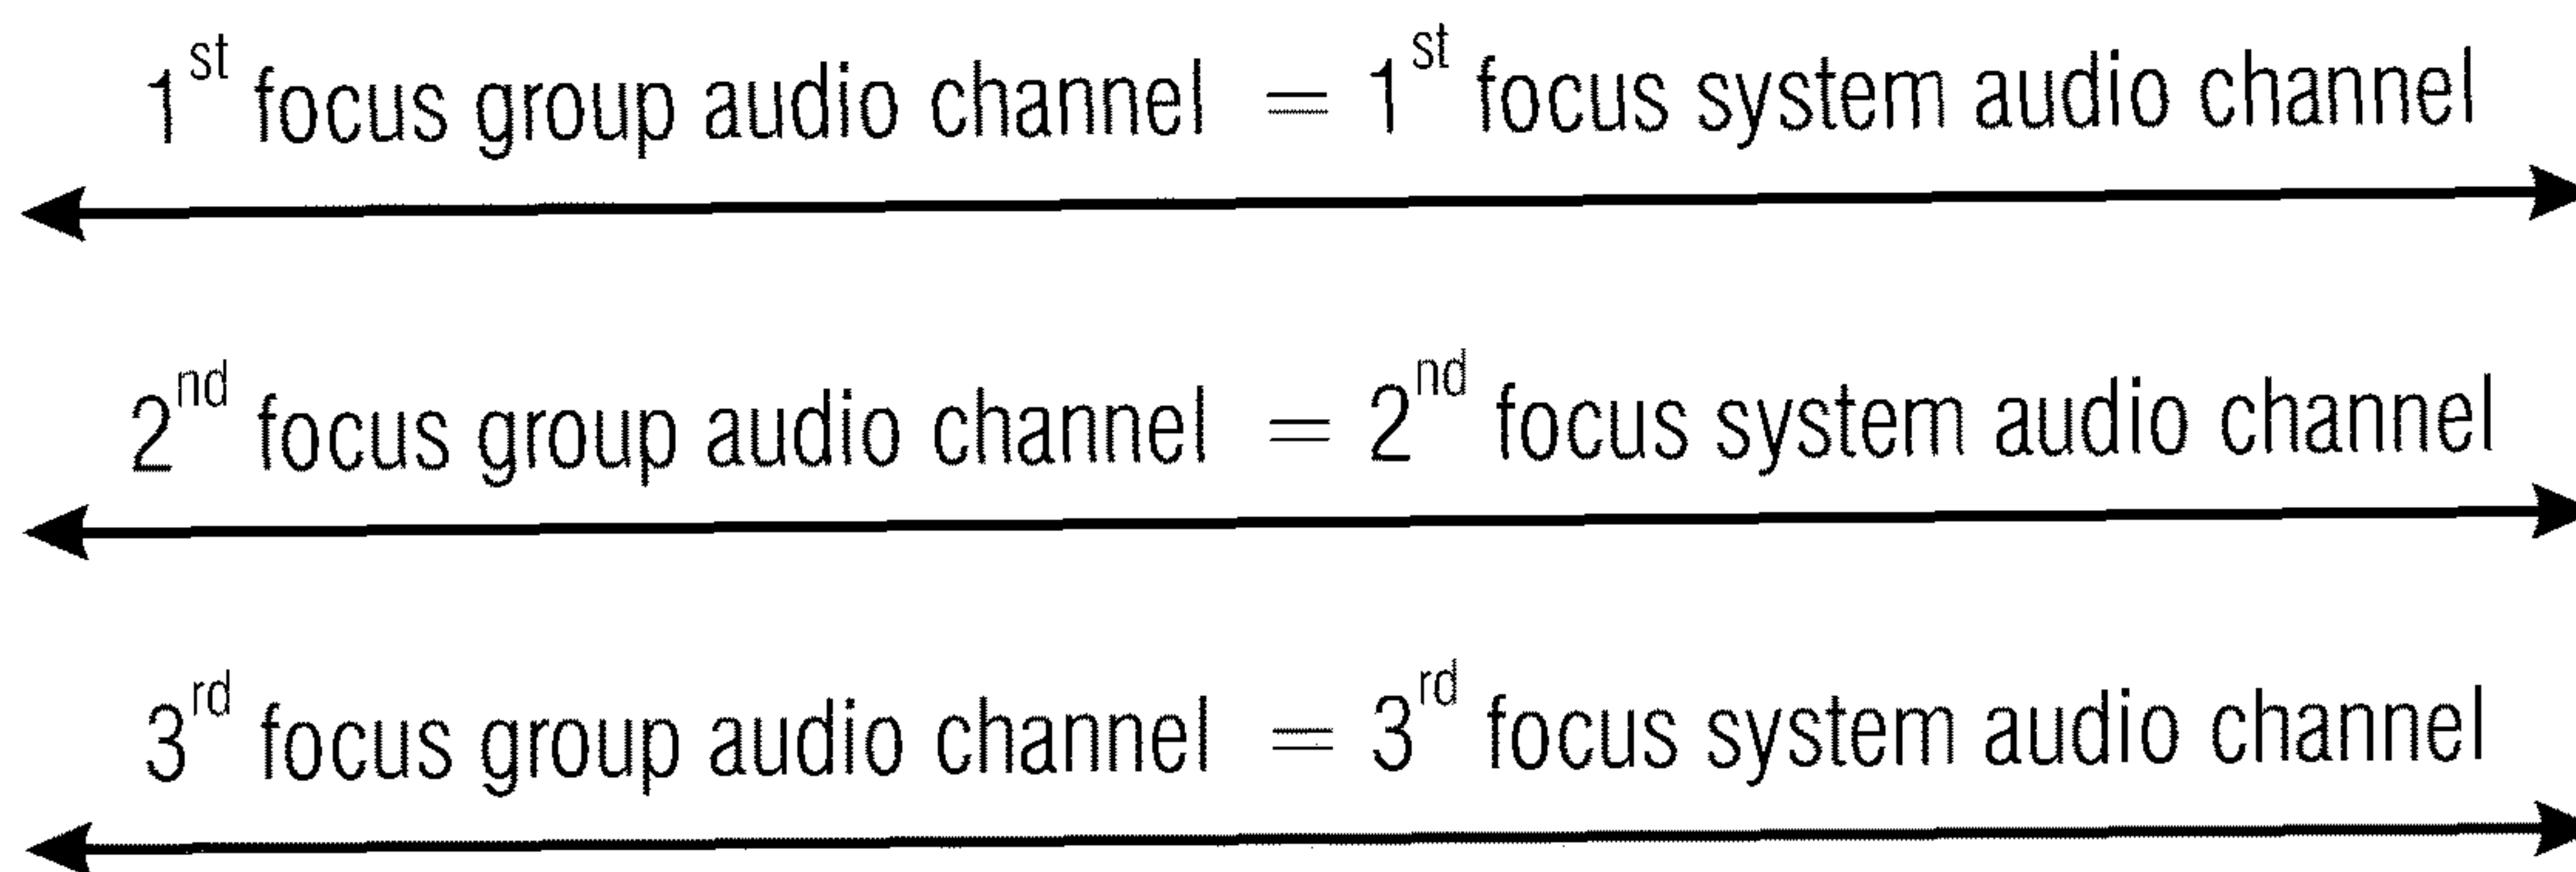 1st focus group audio channel = 1st focus system audio channel
2nd focus group audio channel = 2nd focus system audio channel
3rd focus group audio channel = 3rd focus system audio channel